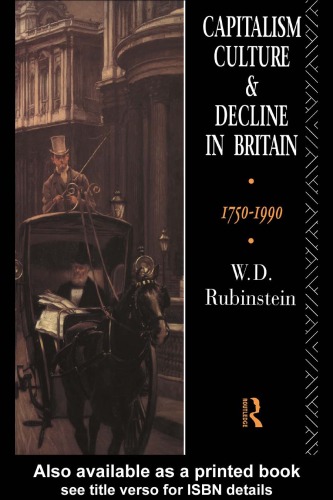 CAPITALISM
CULTURE
&
DECLINE
IN BRITAIN
1750-1990
W.D.
Rubinstein
ROUTLEDGE
Also available as a printed book
see title verso for ISBN details